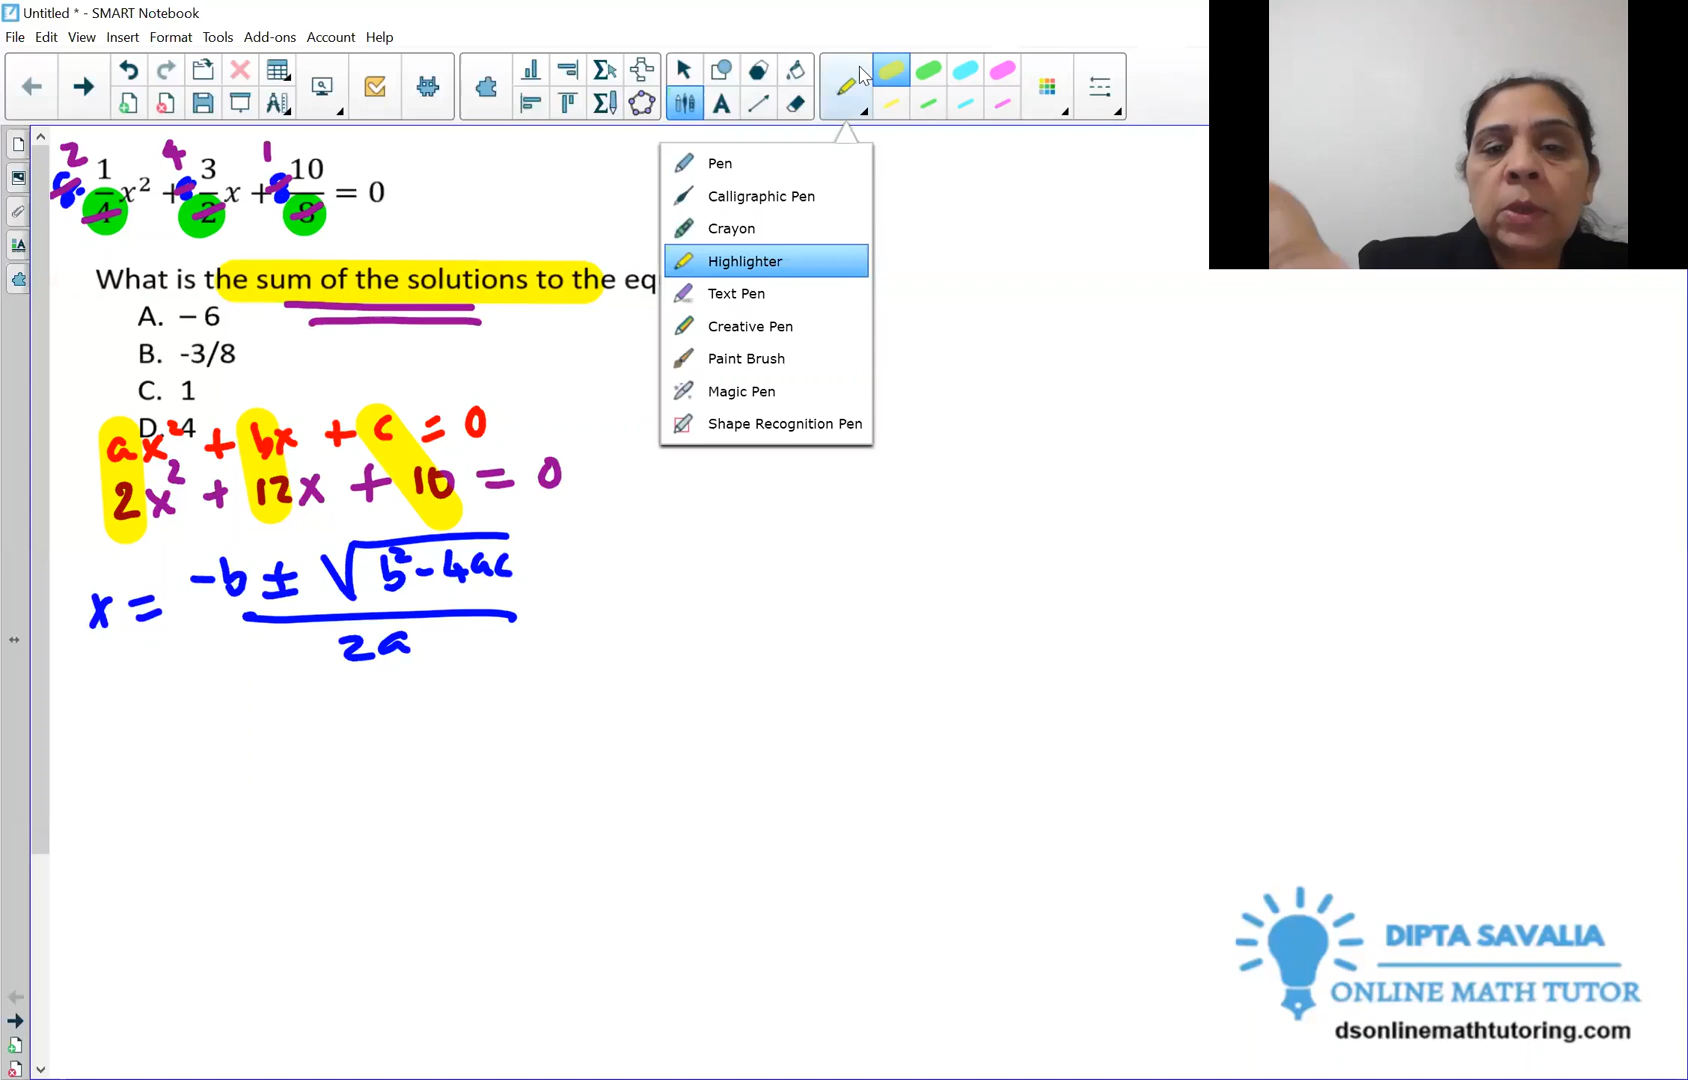 Untitled * - SMART Notebook
File Edit View Insert Format Tools Add-ons Account Help
2 4 1
8· 1/4 x² + 8 3/2 x + 8 10/8 = 0
What is the sum of the solutions to the eq
A. – 6
B. -3/8
C. 1
D. 4
ax² + bx + c = 0
2x² + 12x + 10 = 0
x = -b ± √b² - 4ac
2a
Pen
Calligraphic Pen
Crayon
Highlighter
Text Pen
Creative Pen
Paint Brush
Magic Pen
Shape Recognition Pen
DIPTA SAVALIA
ONLINE MATH TUTOR
dsonlinemathtutoring.com